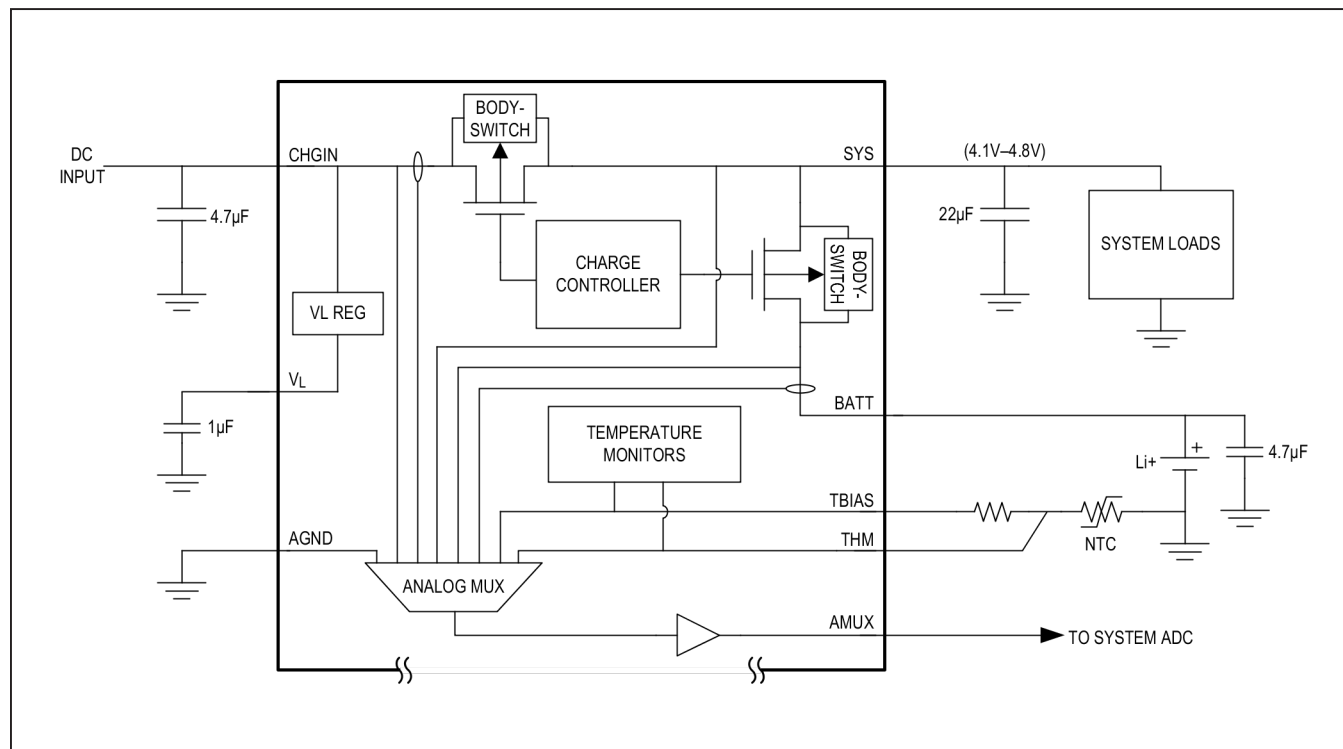 BODY-
SWITCH
DC
INPUT
CHGIN
SYS
(4.1V–4.8V)
4.7µF
22µF
SYSTEM LOADS
CHARGE
CONTROLLER
BODY-
SWITCH
VL REG
VL
1µF
BATT
TEMPERATURE
MONITORS
Li+
+
4.7µF
TBIAS
NTC
AGND
THM
ANALOG MUX
AMUX
TO SYSTEM ADC